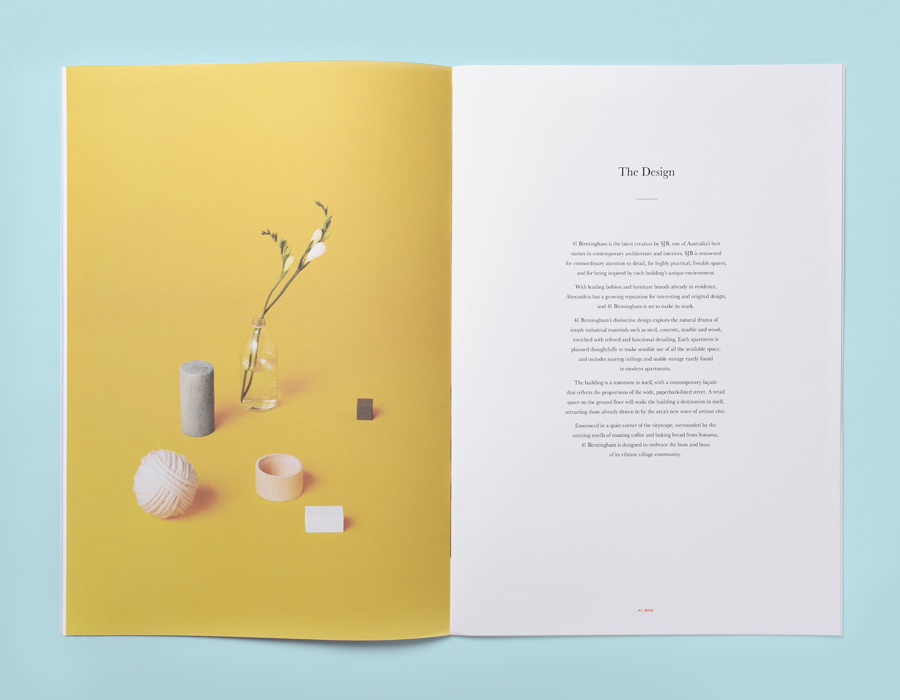 The Design
41 Birmingham is the latest creation by SJB, one of Australia's best
names in contemporary architecture and interiors. SJB is renowned
for extraordinary attention to detail, for highly practical, liveable spaces,
and for being inspired by each building's unique environment.
With leading fashion and furniture brands already in residence,
Alexandria has a growing reputation for interesting and original design,
and 41 Birmingham is set to make its mark.
41 Birmingham's distinctive design exploits the natural drama of
simple industrial materials such as steel, concrete, marble and wood,
enriched with refined and functional detailing. Each apartment is
planned thoughtfully to make sensible use of all the available space,
and includes soaring ceilings and usable storage rarely found
in modern apartments.
The building is a statement in itself, with a contemporary façade
that reflects the proportions of the wide, paperbark-lined street. A retail
space on the ground floor will make the building a destination in itself,
attracting those already drawn in by the area's new wave of artisan chic.
Ensconced in a quiet corner of the cityscape, surrounded by the
enticing smells of roasting coffee and baking bread from Sonoma,
41 Birmingham is designed to embrace the hum and buzz
of its vibrant village community.